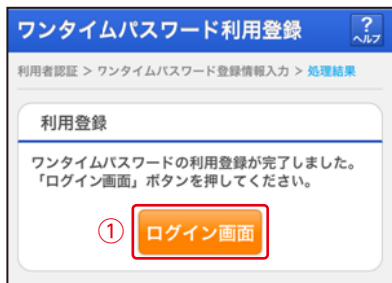 ワンタイムパスワード利用登録
?
ヘルプ
利用者認証 > ワンタイムパスワード登録情報入力 > 処理結果
利用登録
ワンタイムパスワードの利用登録が完了しました。
「ログイン画面」ボタンを押してください。
① ログイン画面